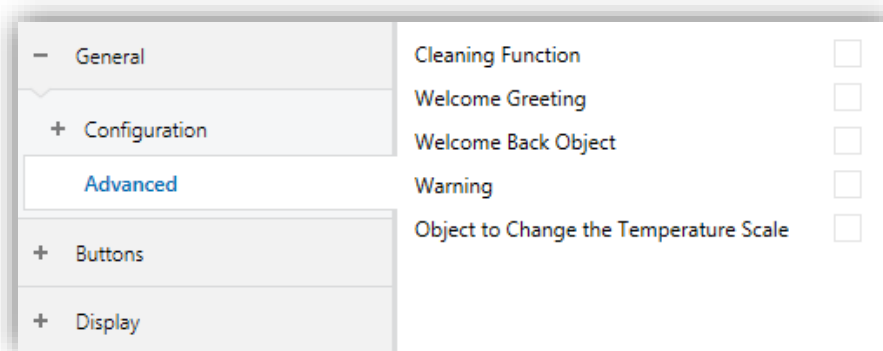 General
Configuration
Advanced
Buttons
Display
Cleaning Function
Welcome Greeting
Welcome Back Object
Warning
Object to Change the Temperature Scale